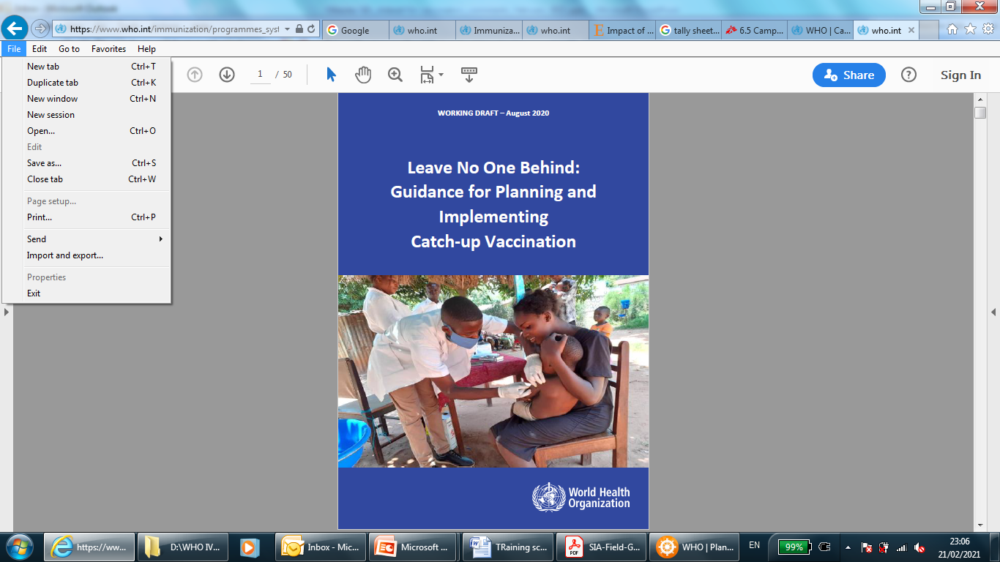 https://www.who.int/immunization/programmes_syst
Google
who.int
Immuniza...
who.int
Impact of ...
tally sheet...
6.5 Camp...
WHO | Ca...
who.int
File Edit Go to Favorites Help
New tab Ctrl+T
Duplicate tab Ctrl+K
New window Ctrl+N
New session
Open... Ctrl+O
Edit
Save as... Ctrl+S
Close tab Ctrl+W
Page setup...
Print... Ctrl+P
Send
Import and export...
Properties
Exit
1 / 50
Share
Sign In
WORKING DRAFT – August 2020
Leave No One Behind:
Guidance for Planning and
Implementing
Catch-up Vaccination
World Health
Organization
https://ww...
D:\WHO IV...
Inbox - Mic...
Microsoft ...
TRaining sc...
SIA-Field-G...
WHO | Plan...
EN
99%
23:06
21/02/2021